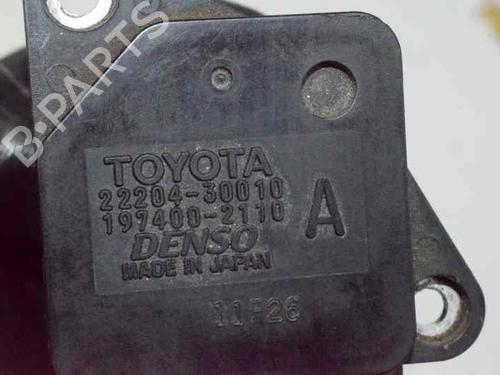 B-PARTS
TOYOTA
22204-30010
197400-2110
A
DENSO
MADE IN JAPAN
11F26